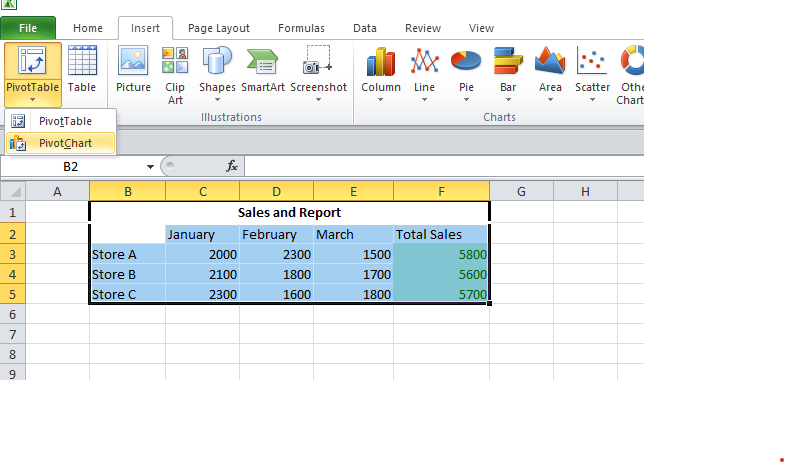 File Home Insert Page Layout Formulas Data Review View
PivotTable Table Picture Clip Art Shapes SmartArt Screenshot Column Line Pie Bar Area Scatter Othe Chart
Illustrations Charts
PivotTable
PivotChart
B2 fx
A B C D E F G H
1 Sales and Report
2 January February March Total Sales
3 Store A 2000 2300 1500 5800
4 Store B 2100 1800 1700 5600
5 Store C 2300 1600 1800 5700
6
7
8
9